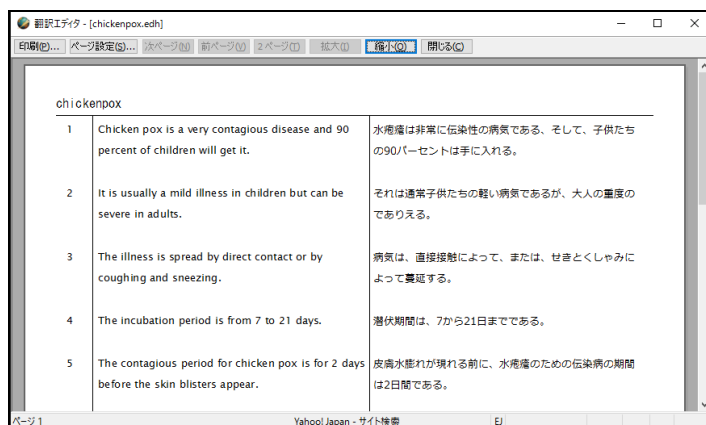 翻訳エディタ - [chickenpox.edh]
印刷(P)... ページ設定(S)... 次ページ(N) 前ページ(V) 2 ページ(T) 拡大(I) 縮小(O) 閉じる(C)
chickenpox
1 Chicken pox is a very contagious disease and 90 水疱瘡は非常に伝染性の病気である、そして、子供たち
percent of children will get it. の90パーセントは手に入れる。
2 It is usually a mild illness in children but can be それは通常子供たちの軽い病気であるが、大人の重度の
severe in adults. でありえる。
3 The illness is spread by direct contact or by 病気は、直接接触によって、または、せきとくしゃみに
coughing and sneezing. よって蔓延する。
4 The incubation period is from 7 to 21 days. 潜伏期間は、7から21日までである。
5 The contagious period for chicken pox is for 2 days 皮膚水膨れが現れる前に、水疱瘡のための伝染病の期間
before the skin blisters appear. は2日間である。
ページ 1 Yahoo! Japan - サイト検索 EJ